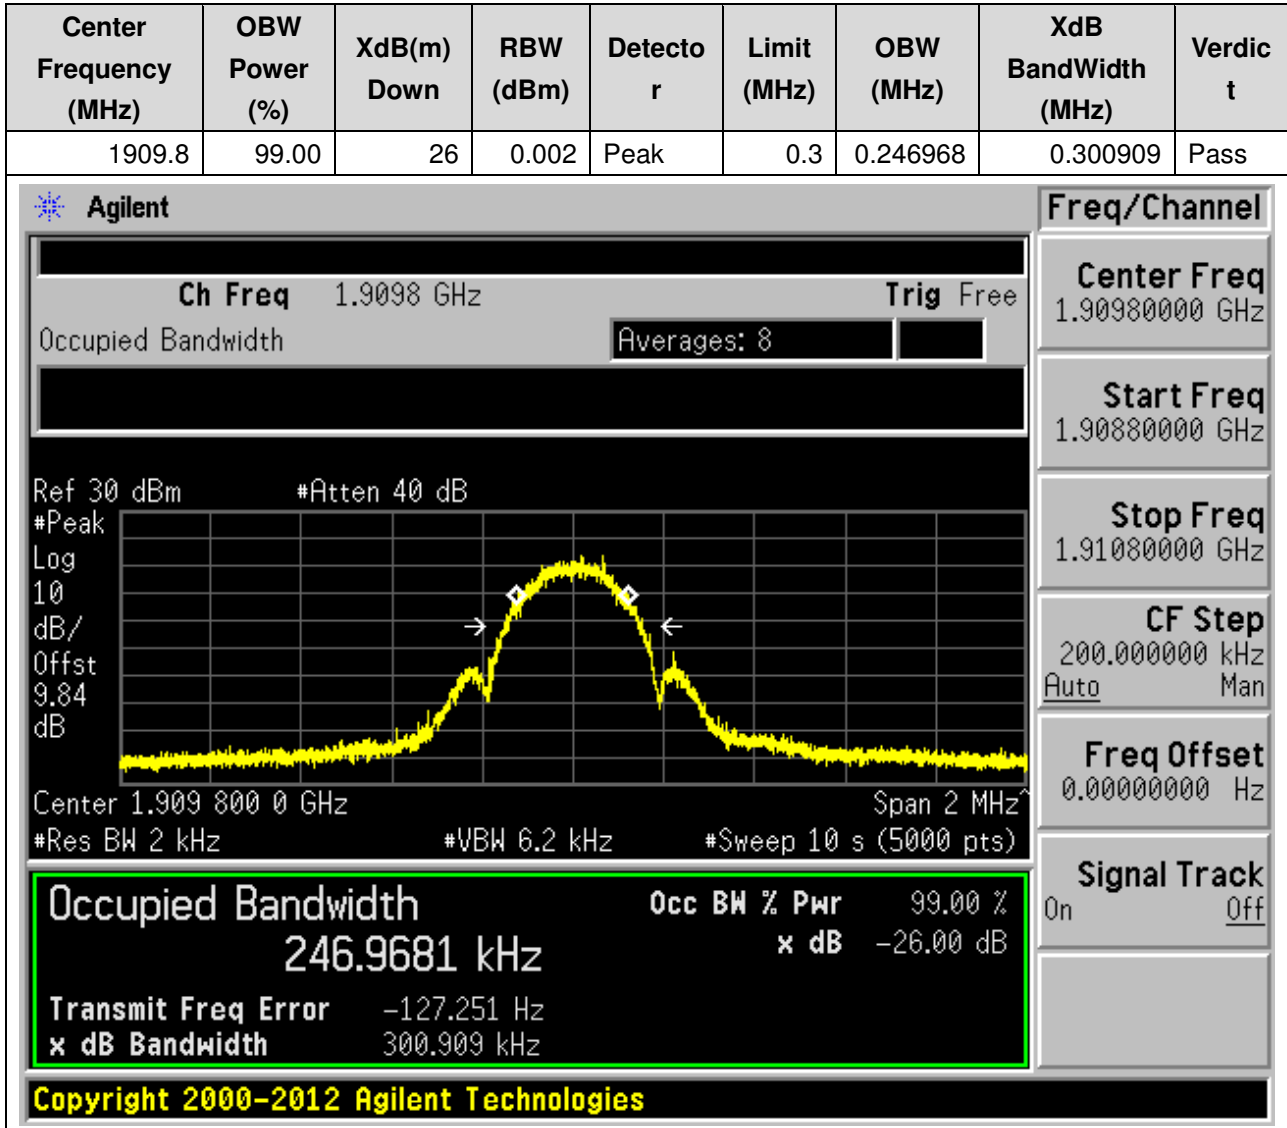 Center Frequency (MHz) OBW Power (%) XdB(m) Down RBW (dBm) Detector Limit (MHz) OBW (MHz) XdB BandWidth (MHz) Verdict
1909.8 99.00 26 0.002 Peak 0.3 0.246968 0.300909 Pass
Agilent
Freq/Channel
Ch Freq 1.9098 GHz Trig Free
Occupied Bandwidth Averages: 8
Ref 30 dBm #Atten 40 dB
#Peak
Log
10
dB/
Offst
9.84
dB
Center 1.909 800 0 GHz Span 2 MHz^
#Res BW 2 kHz #VBW 6.2 kHz #Sweep 10 s (5000 pts)
Occupied Bandwidth Occ BW % Pwr 99.00 %
246.9681 kHz x dB -26.00 dB
Transmit Freq Error -127.251 Hz
x dB Bandwidth 300.909 kHz
Center Freq
1.90980000 GHz
Start Freq
1.90880000 GHz
Stop Freq
1.91080000 GHz
CF Step
200.000000 kHz
Auto Man
Freq Offset
0.00000000 Hz
Signal Track
On Off
Copyright 2000-2012 Agilent Technologies